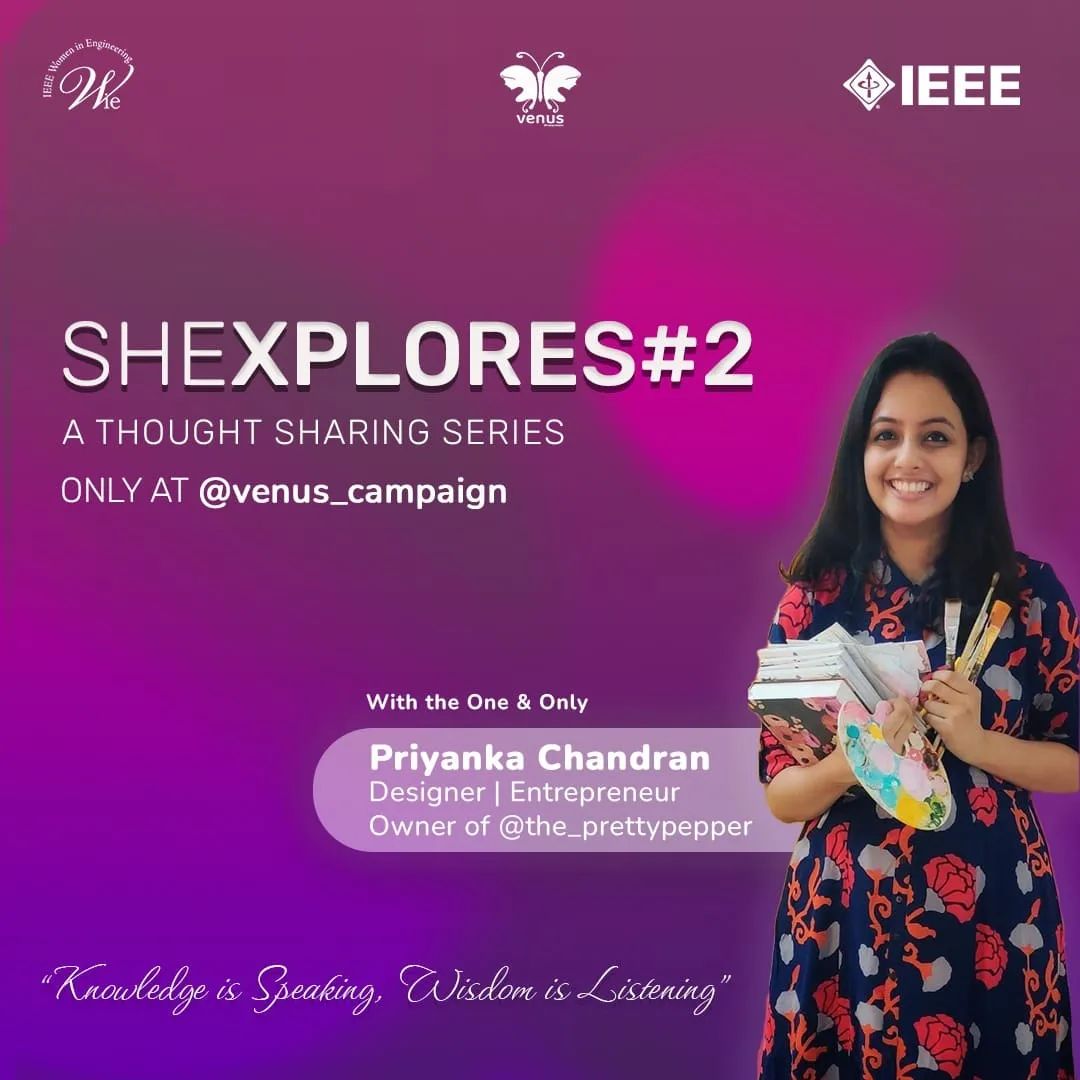 IEEE Women in Engineering
Wie
venus
IEEE
SHEXPLORES#2
A THOUGHT SHARING SERIES
ONLY AT @venus_campaign
With the One & Only
Priyanka Chandran
Designer | Entrepreneur
Owner of @the_prettypepper
“Knowledge is Speaking, Wisdom is Listening”